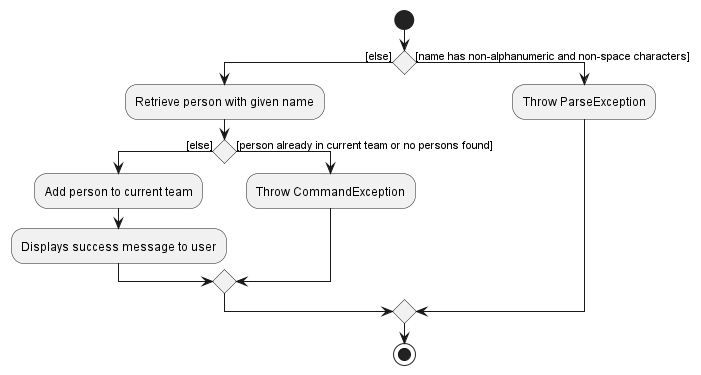 [else]
[name has non-alphanumeric and non-space characters]
Retrieve person with given name
Throw ParseException
[else]
[person already in current team or no persons found]
Add person to current team
Throw CommandException
Displays success message to user